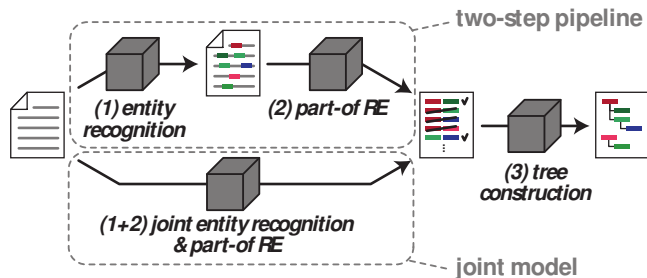 two-step pipeline
(1) entity
recognition
(2) part-of RE
(3) tree
construction
(1+2) joint entity recognition
& part-of RE
joint model